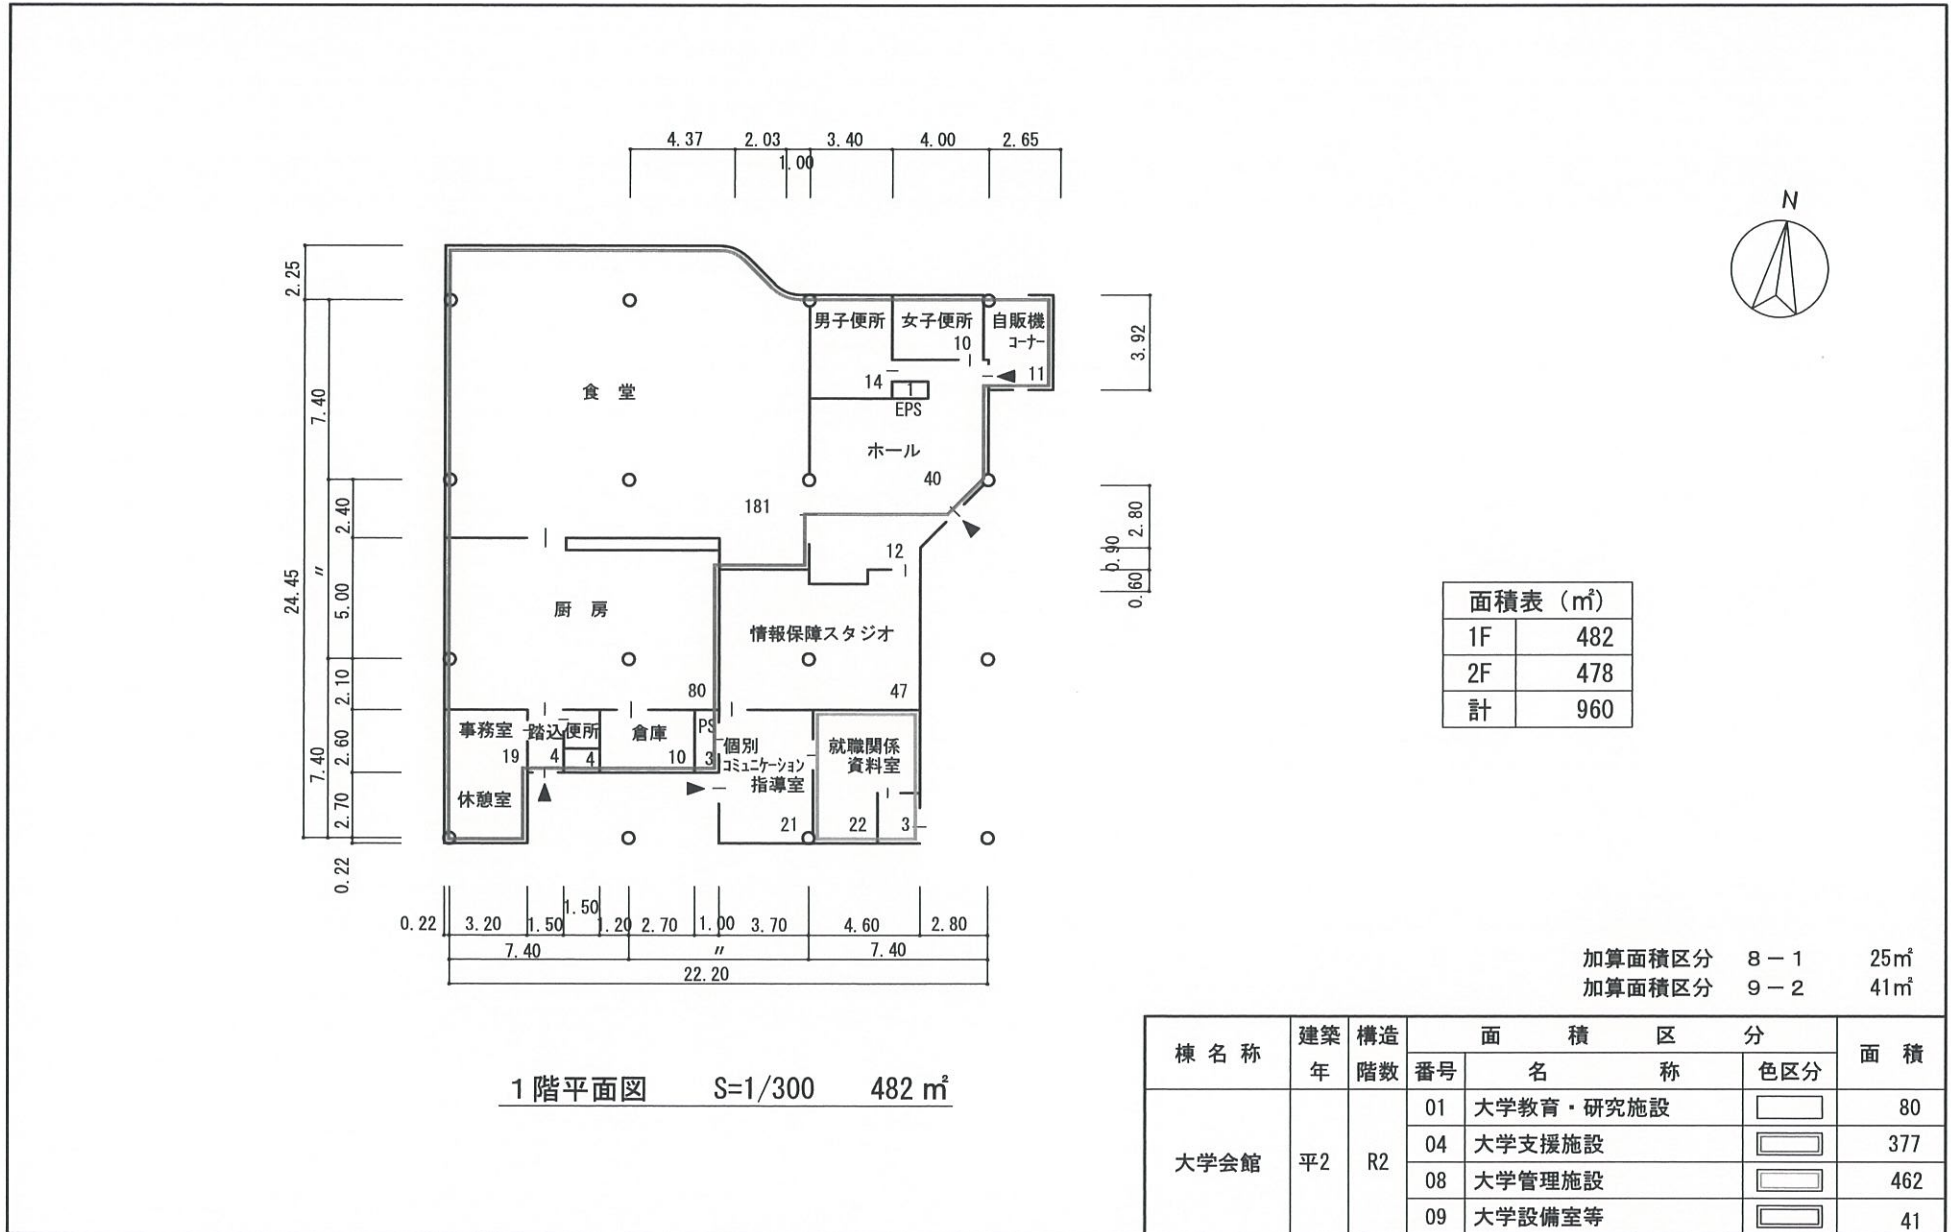 4.37 2.03 3.40 4.00 2.65
1.00
N
2.25
7.40
24.45
〃
7.40
2.40
5.00
2.10
2.60
2.70
0.22
3.92
2.80
0.90
0.60
男子便所 女子便所 自販機
コーナー
10
14 1 11
EPS
食 堂
ホール
40
181
12
厨 房
情報保障スタジオ
80 47
事務室 踏込 便所 倉庫 PS
19 4 4 10 3
個別
コミュニケーション
指導室
21
就職関係
資料室
22 3
休憩室
0.22 3.20 1.50 1.50 1.20 2.70 1.00 3.70 4.60 2.80
7.40 〃 7.40
22.20
面積表（㎡）
1F 482
2F 478
計 960
1階平面図 S=1/300 482㎡
加算面積区分 8－1 25㎡
加算面積区分 9－2 41㎡
棟名称 建築年 構造階数 面積区分 面積
番号 名称 色区分
大学会館 平2 R2
01 大学教育・研究施設 80
04 大学支援施設 377
08 大学管理施設 462
09 大学設備室等 41